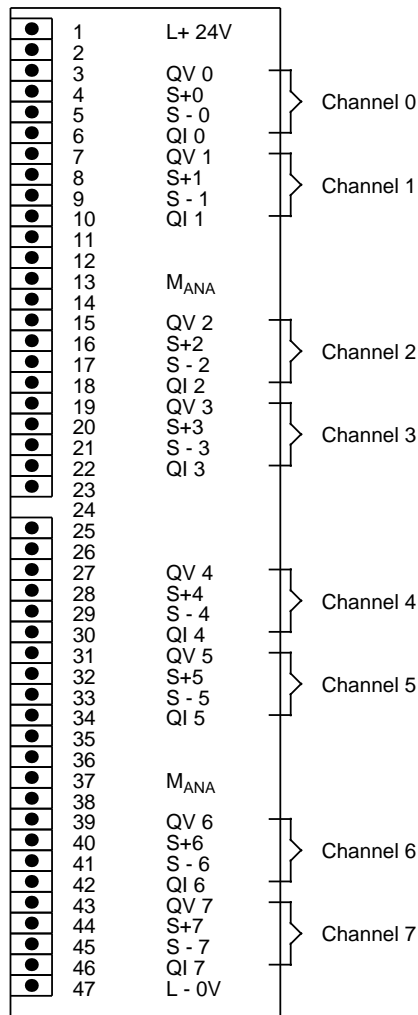 1 L+ 24V
2
3 QV 0
4 S+0
Channel 0
5 S - 0
6 QI 0
7 QV 1
8 S+1
Channel 1
9 S - 1
10 QI 1
11
12
13 MANA
14
15 QV 2
16 S+2
Channel 2
17 S - 2
18 QI 2
19 QV 3
20 S+3
Channel 3
21 S - 3
22 QI 3
23
24
25
26
27 QV 4
28 S+4
Channel 4
29 S - 4
30 QI 4
31 QV 5
32 S+5
Channel 5
33 S - 5
34 QI 5
35
36
37 MANA
38
39 QV 6
40 S+6
Channel 6
41 S - 6
42 QI 6
43 QV 7
44 S+7
Channel 7
45 S - 7
46 QI 7
47 L - 0V